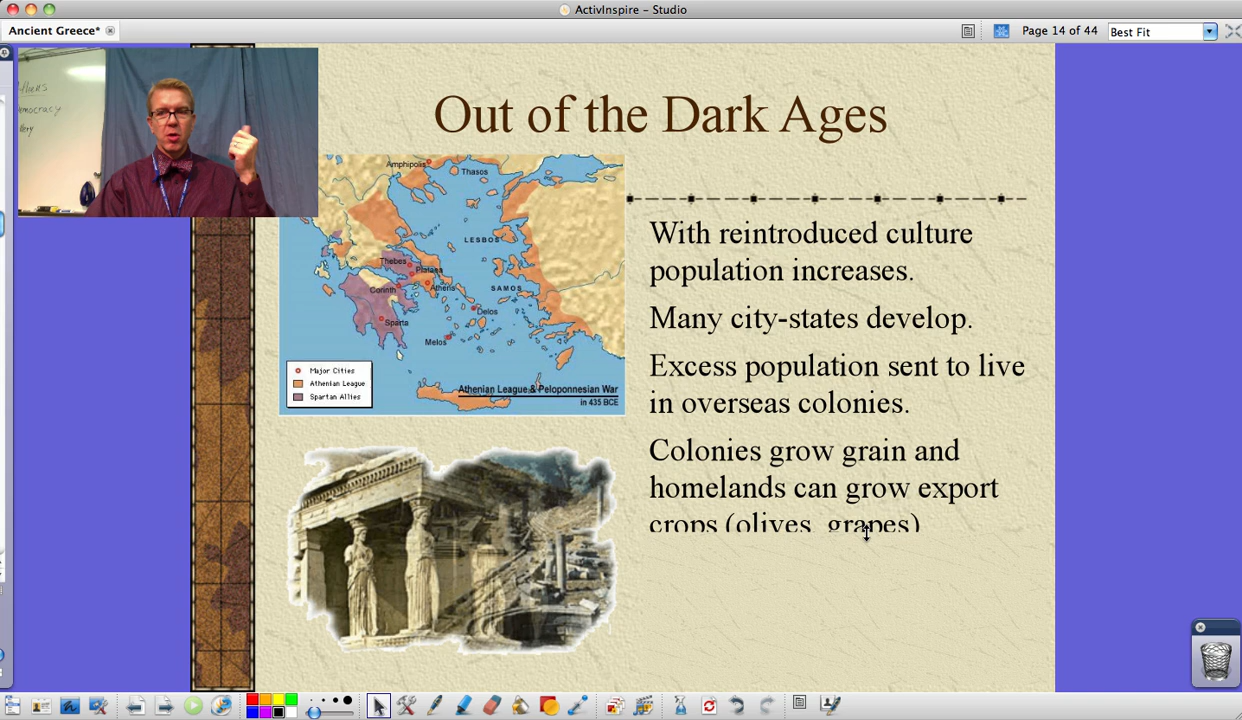 ActivInspire - Studio
Ancient Greece*
Page 14 of 44
Best Fit
Out of the Dark Ages
Amphipolis
Thasos
LESBOS
Thebes
Plataea
Corinth
Athens
SAMOS
Delos
Sparta
Melos
Major Cities
Athenian League
Spartan Allies
Athenian League & Peloponnesian War
in 435 BCE
With reintroduced culture
population increases.
Many city-states develop.
Excess population sent to live
in overseas colonies.
Colonies grow grain and
homelands can grow export
crops (olives, grapes)